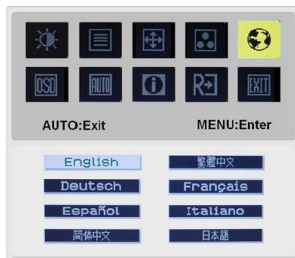 OSD AUTO i R EXIT
AUTO:Exit MENU:Enter
English 繁體中文
Deutsch Français
Español Italiano
简体中文 日本語